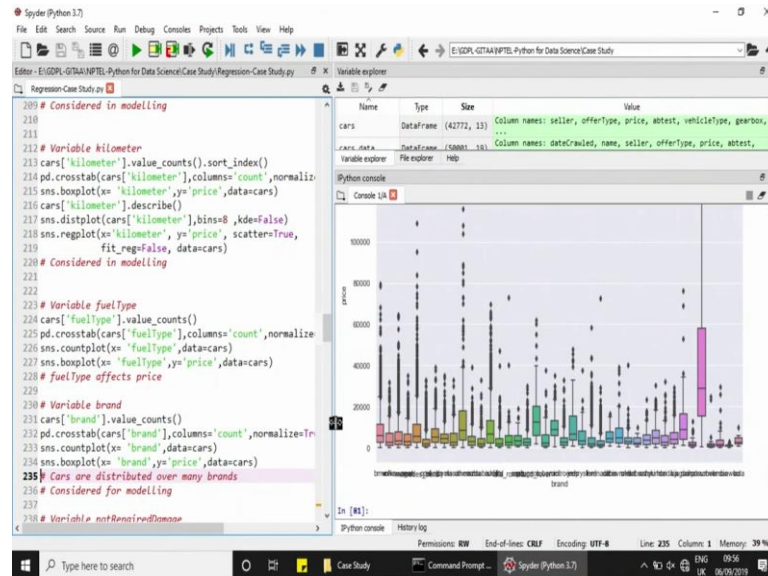 Spyder (Python 3.7)
File Edit Search Source Run Debug Consoles Projects Tools View Help
E:\GDPL-GITAA\NPTEL-Python for Data Science\Case Study
Editor - E:\GDPL-GITAA\NPTEL-Python for Data Science\Case Study\Regression-Case Study.py
Regression-Case Study.py
209 # Considered in modelling
210
211
212 # Variable kilometer
213 cars['kilometer'].value_counts().sort_index()
214 pd.crosstab(cars['kilometer'],columns='count',normaliz
215 sns.boxplot(x= 'kilometer',y='price',data=cars)
216 cars['kilometer'].describe()
217 sns.distplot(cars['kilometer'],bins=8 ,kde=False)
218 sns.regplot(x='kilometer', y='price', scatter=True,
219 fit_reg=False, data=cars)
220 # Considered in modelling
221
222
223 # Variable fuelType
224 cars['fuelType'].value_counts()
225 pd.crosstab(cars['fuelType'],columns='count',normalize
226 sns.countplot(x= 'fuelType',data=cars)
227 sns.boxplot(x= 'fuelType',y='price',data=cars)
228 # fuelType affects price
229
230 # Variable brand
231 cars['brand'].value_counts()
232 pd.crosstab(cars['brand'],columns='count',normalize=Tr
233 sns.countplot(x= 'brand',data=cars)
234 sns.boxplot(x= 'brand',y='price',data=cars)
235 # Cars are distributed over many brands
236 # Considered for modelling
237
238 # Variable notRepairedDamage
Variable explorer
Name Type Size Value
cars DataFrame (42772, 13) Column names: seller, offerType, price, abtest, vehicleType, gearbox,
...
cars_data DataFrame (50001, 19) Column names: dateCrawled, name, seller, offerType, price, abtest,
Variable explorer File explorer Help
IPython console
Console 1/A
100000
80000
60000
40000
20000
0
price
brand
In [81]:
IPython console History log
Permissions: RW End-of-lines: CRLF Encoding: UTF-8 Line: 235 Column: 1 Memory: 39 %
Type here to search
Case Study
Command Prompt ...
Spyder (Python 3.7)
ENG
UK
09:56
06/09/2019